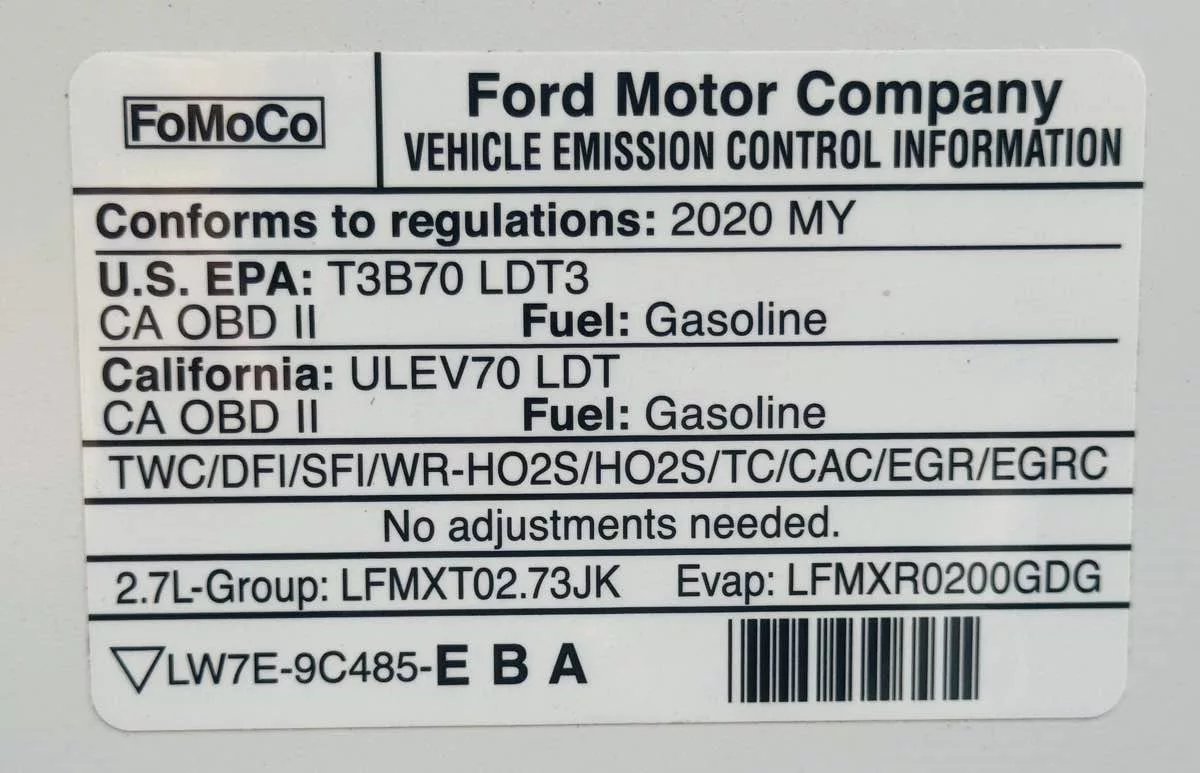 FoMoCo
Ford Motor Company
VEHICLE EMISSION CONTROL INFORMATION
Conforms to regulations: 2020 MY
U.S. EPA: T3B70 LDT3
CA OBD II Fuel: Gasoline
California: ULEV70 LDT
CA OBD II Fuel: Gasoline
TWC/DFI/SFI/WR-HO2S/HO2S/TC/CAC/EGR/EGRC
No adjustments needed.
2.7L-Group: LFMXT02.73JK Evap: LFMXR0200GDG
LW7E-9C485-E B A